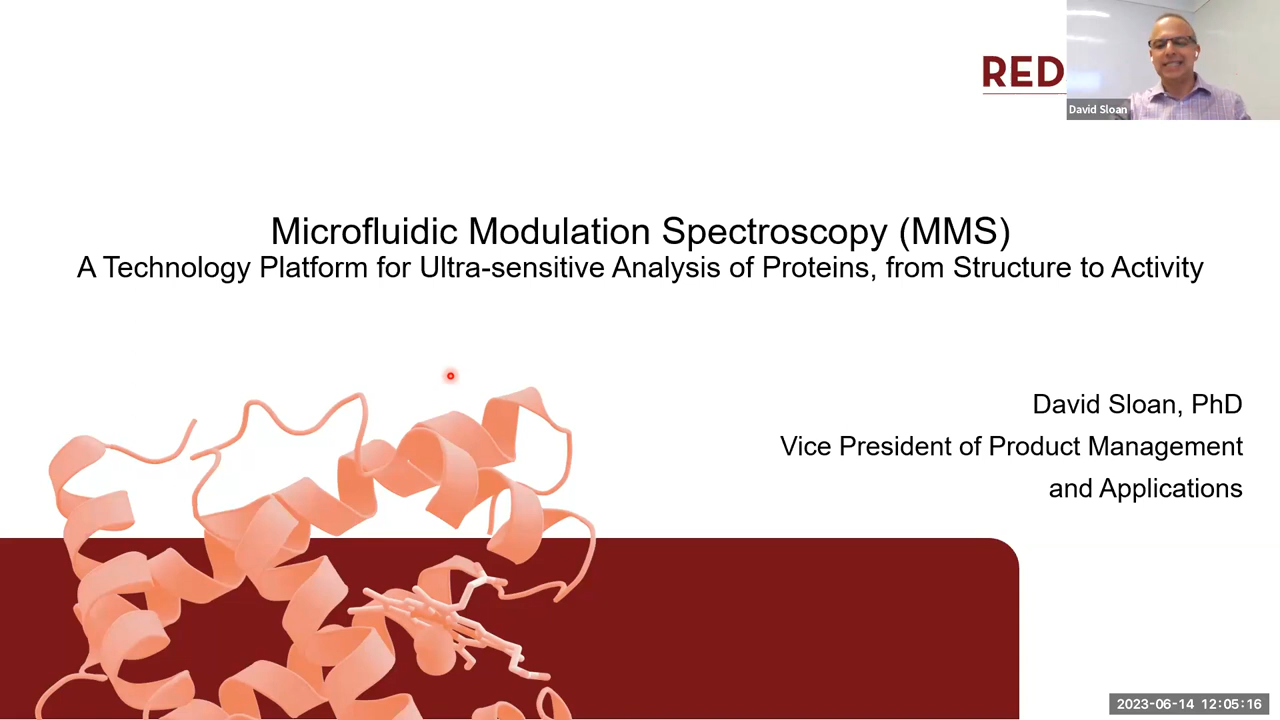 RED
David Sloan
Microfluidic Modulation Spectroscopy (MMS)
A Technology Platform for Ultra-sensitive Analysis of Proteins, from Structure to Activity
David Sloan, PhD
Vice President of Product Management
and Applications
2023-06-14 12:05:16